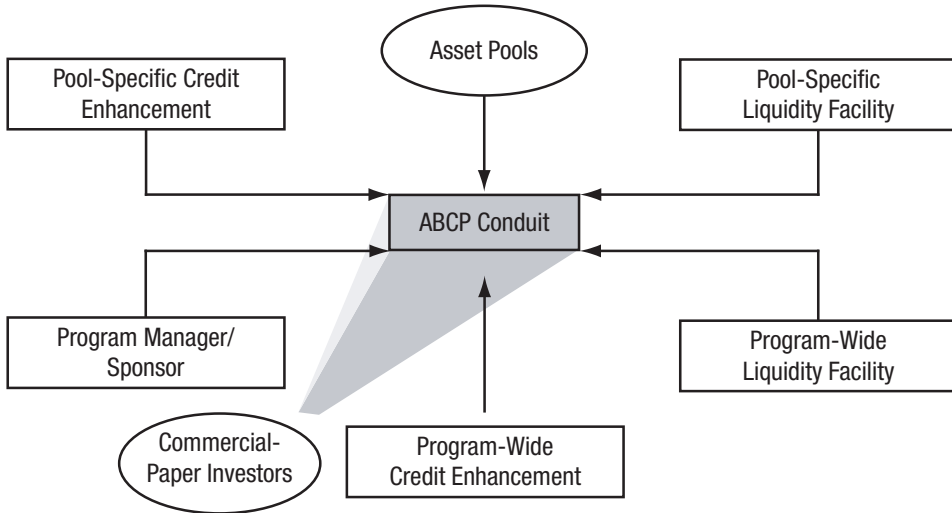 Asset Pools
Pool-Specific Credit
Enhancement
Pool-Specific
Liquidity Facility
ABCP Conduit
Program Manager/
Sponsor
Program-Wide
Liquidity Facility
Commercial-
Paper Investors
Program-Wide
Credit Enhancement